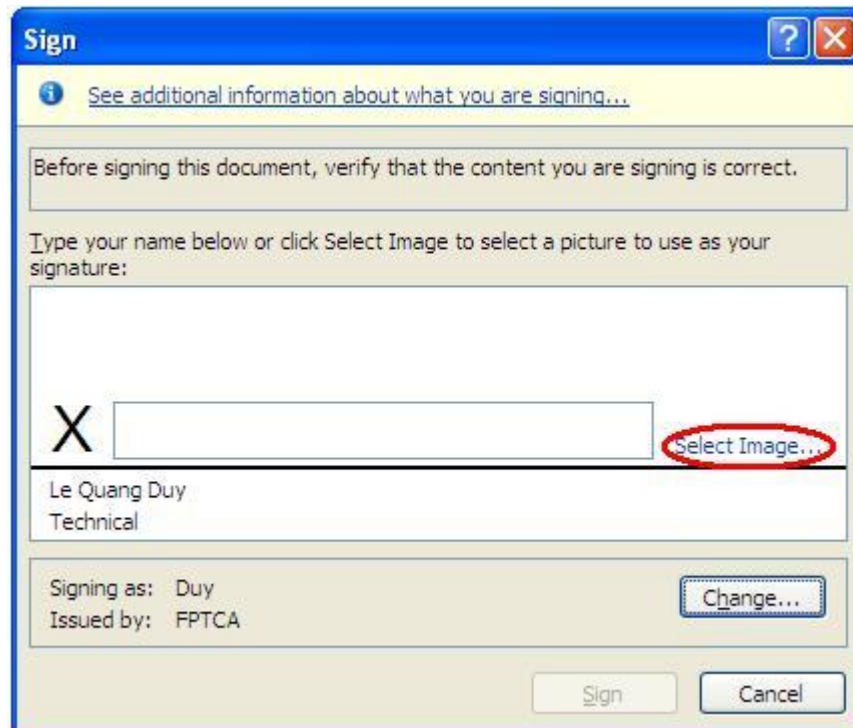 Sign
See additional information about what you are signing...
Before signing this document, verify that the content you are signing is correct.
Type your name below or click Select Image to select a picture to use as your
signature:
X
Select Image...
Le Quang Duy
Technical
Signing as: Duy
Change...
Issued by: FPTCA
Sign
Cancel